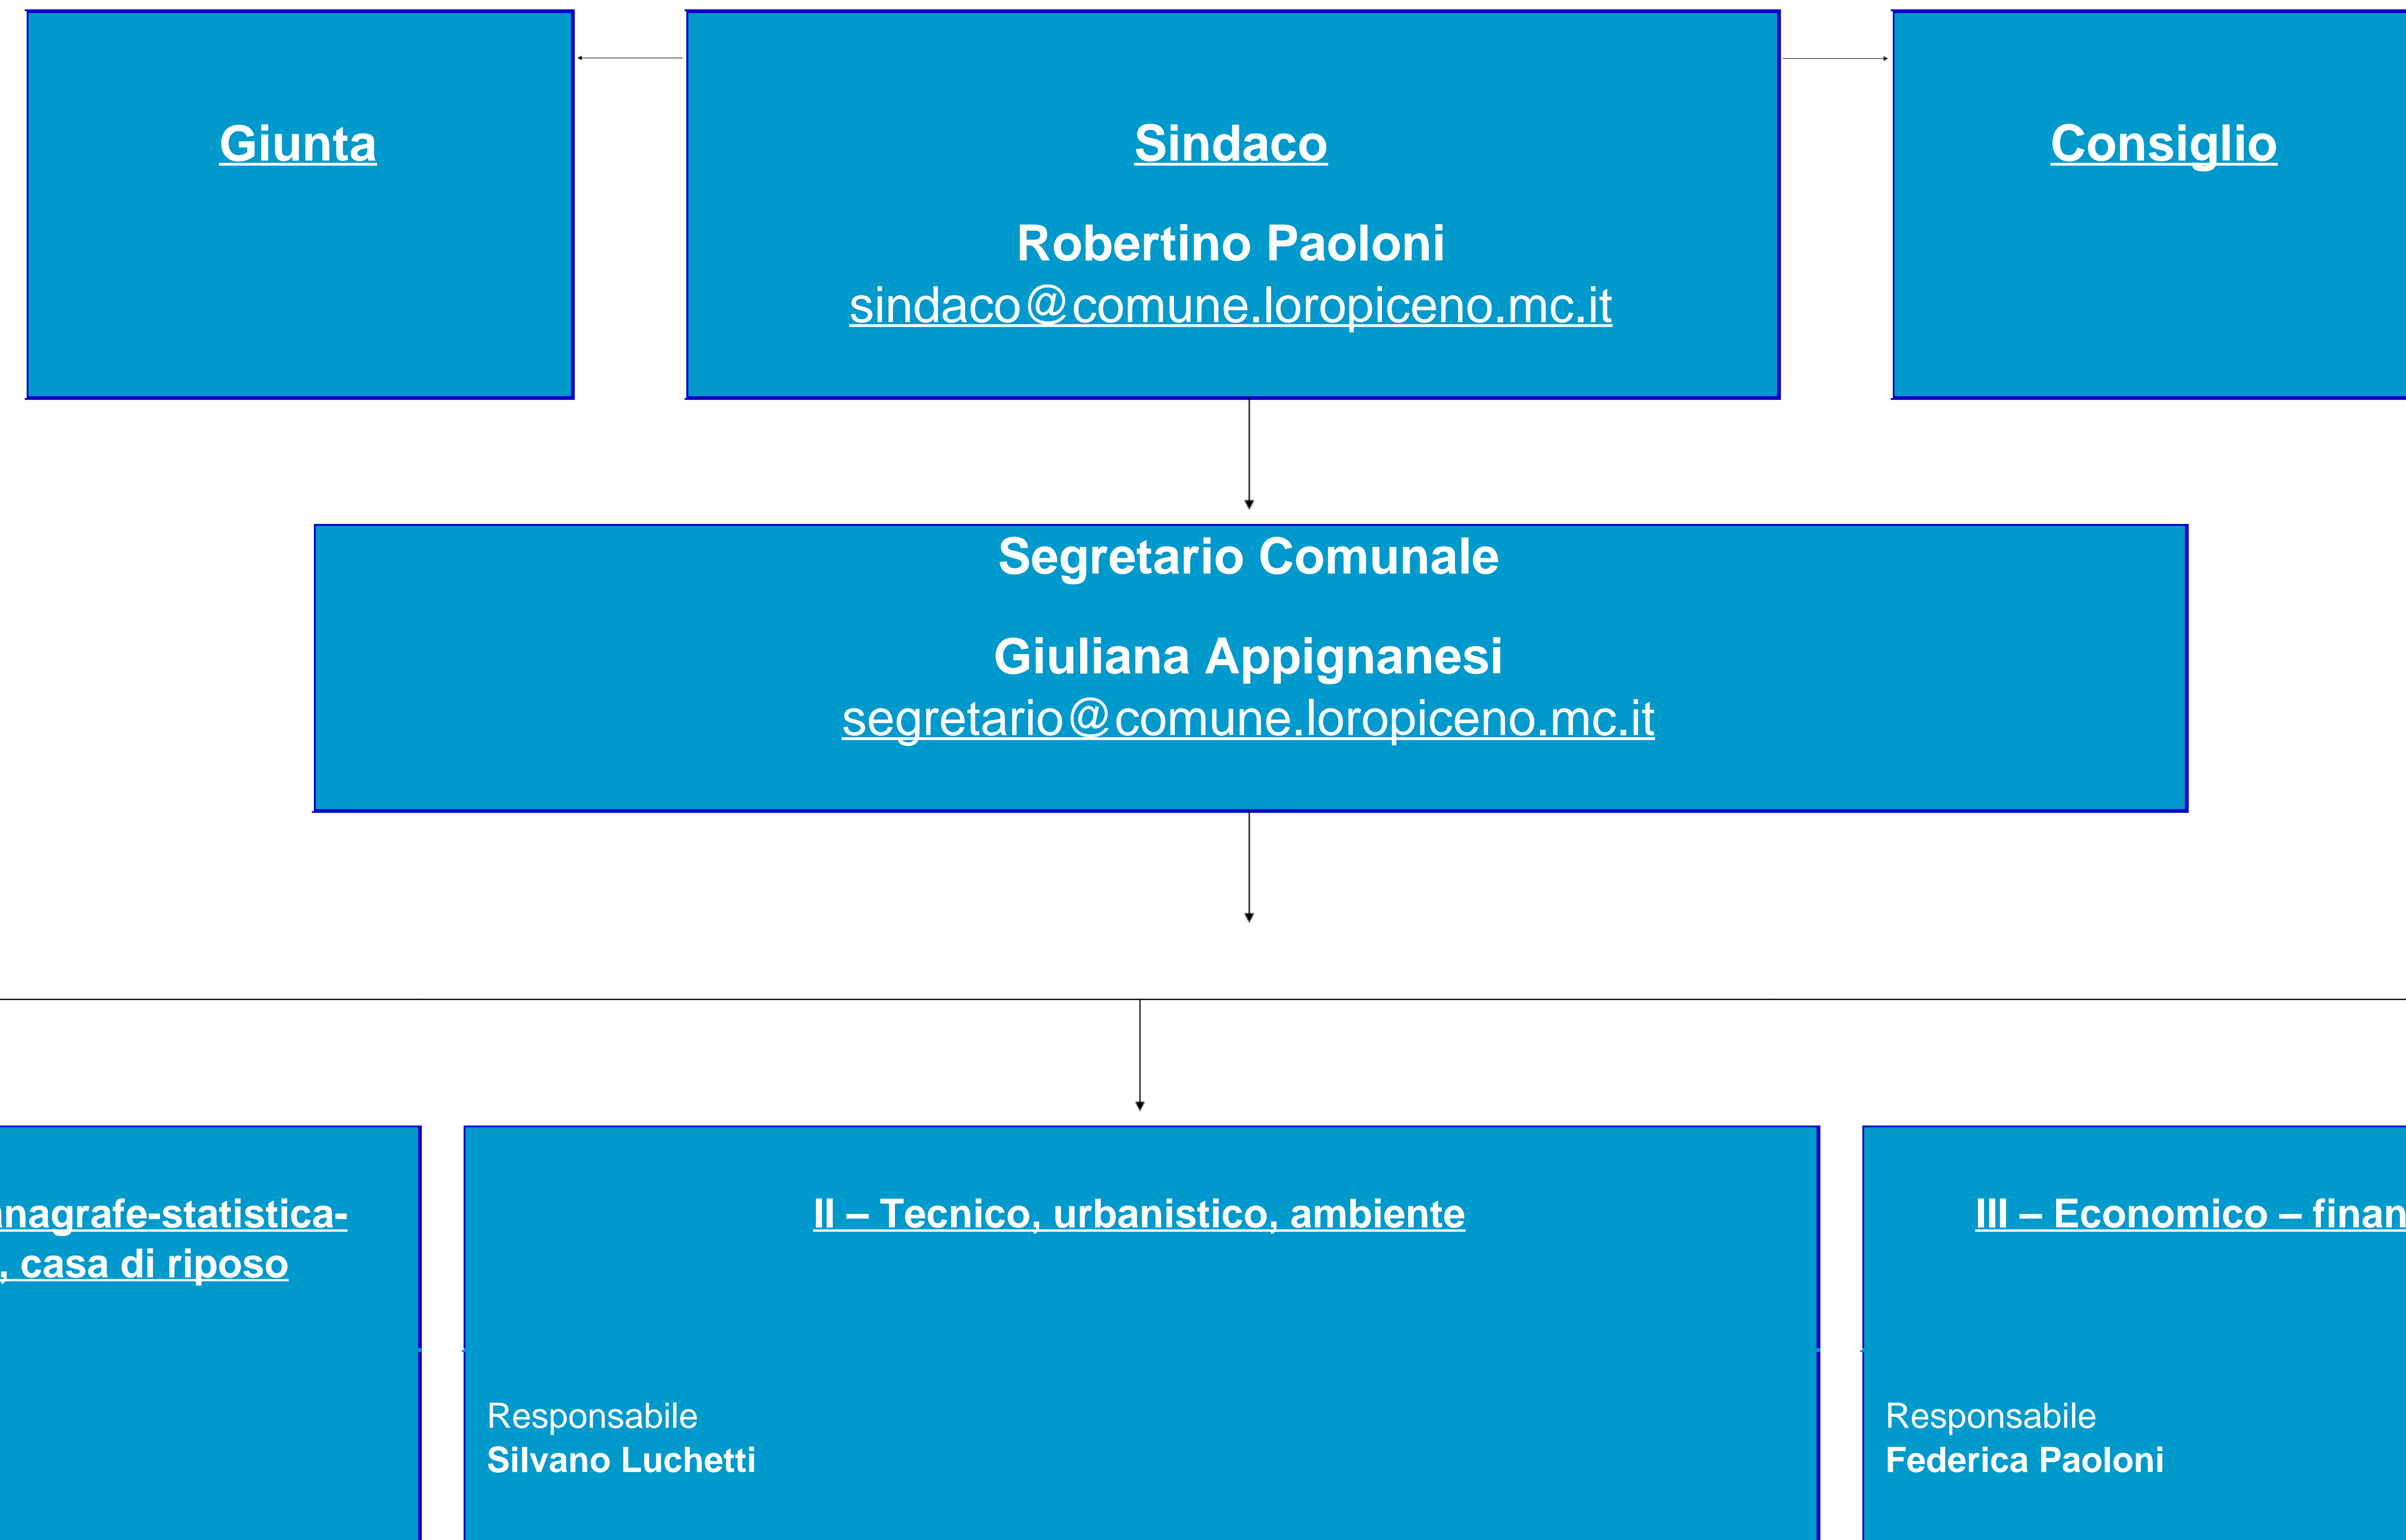 Giunta
Sindaco
Robertino Paoloni
sindaco@comune.loropiceno.mc.it
Consiglio
Segretario Comunale
Giuliana Appignanesi
segretario@comune.loropiceno.mc.it
nagrafe-statistica-
, casa di riposo
II – Tecnico, urbanistico, ambiente
Responsabile
Silvano Luchetti
III – Economico – finan
Responsabile
Federica Paoloni